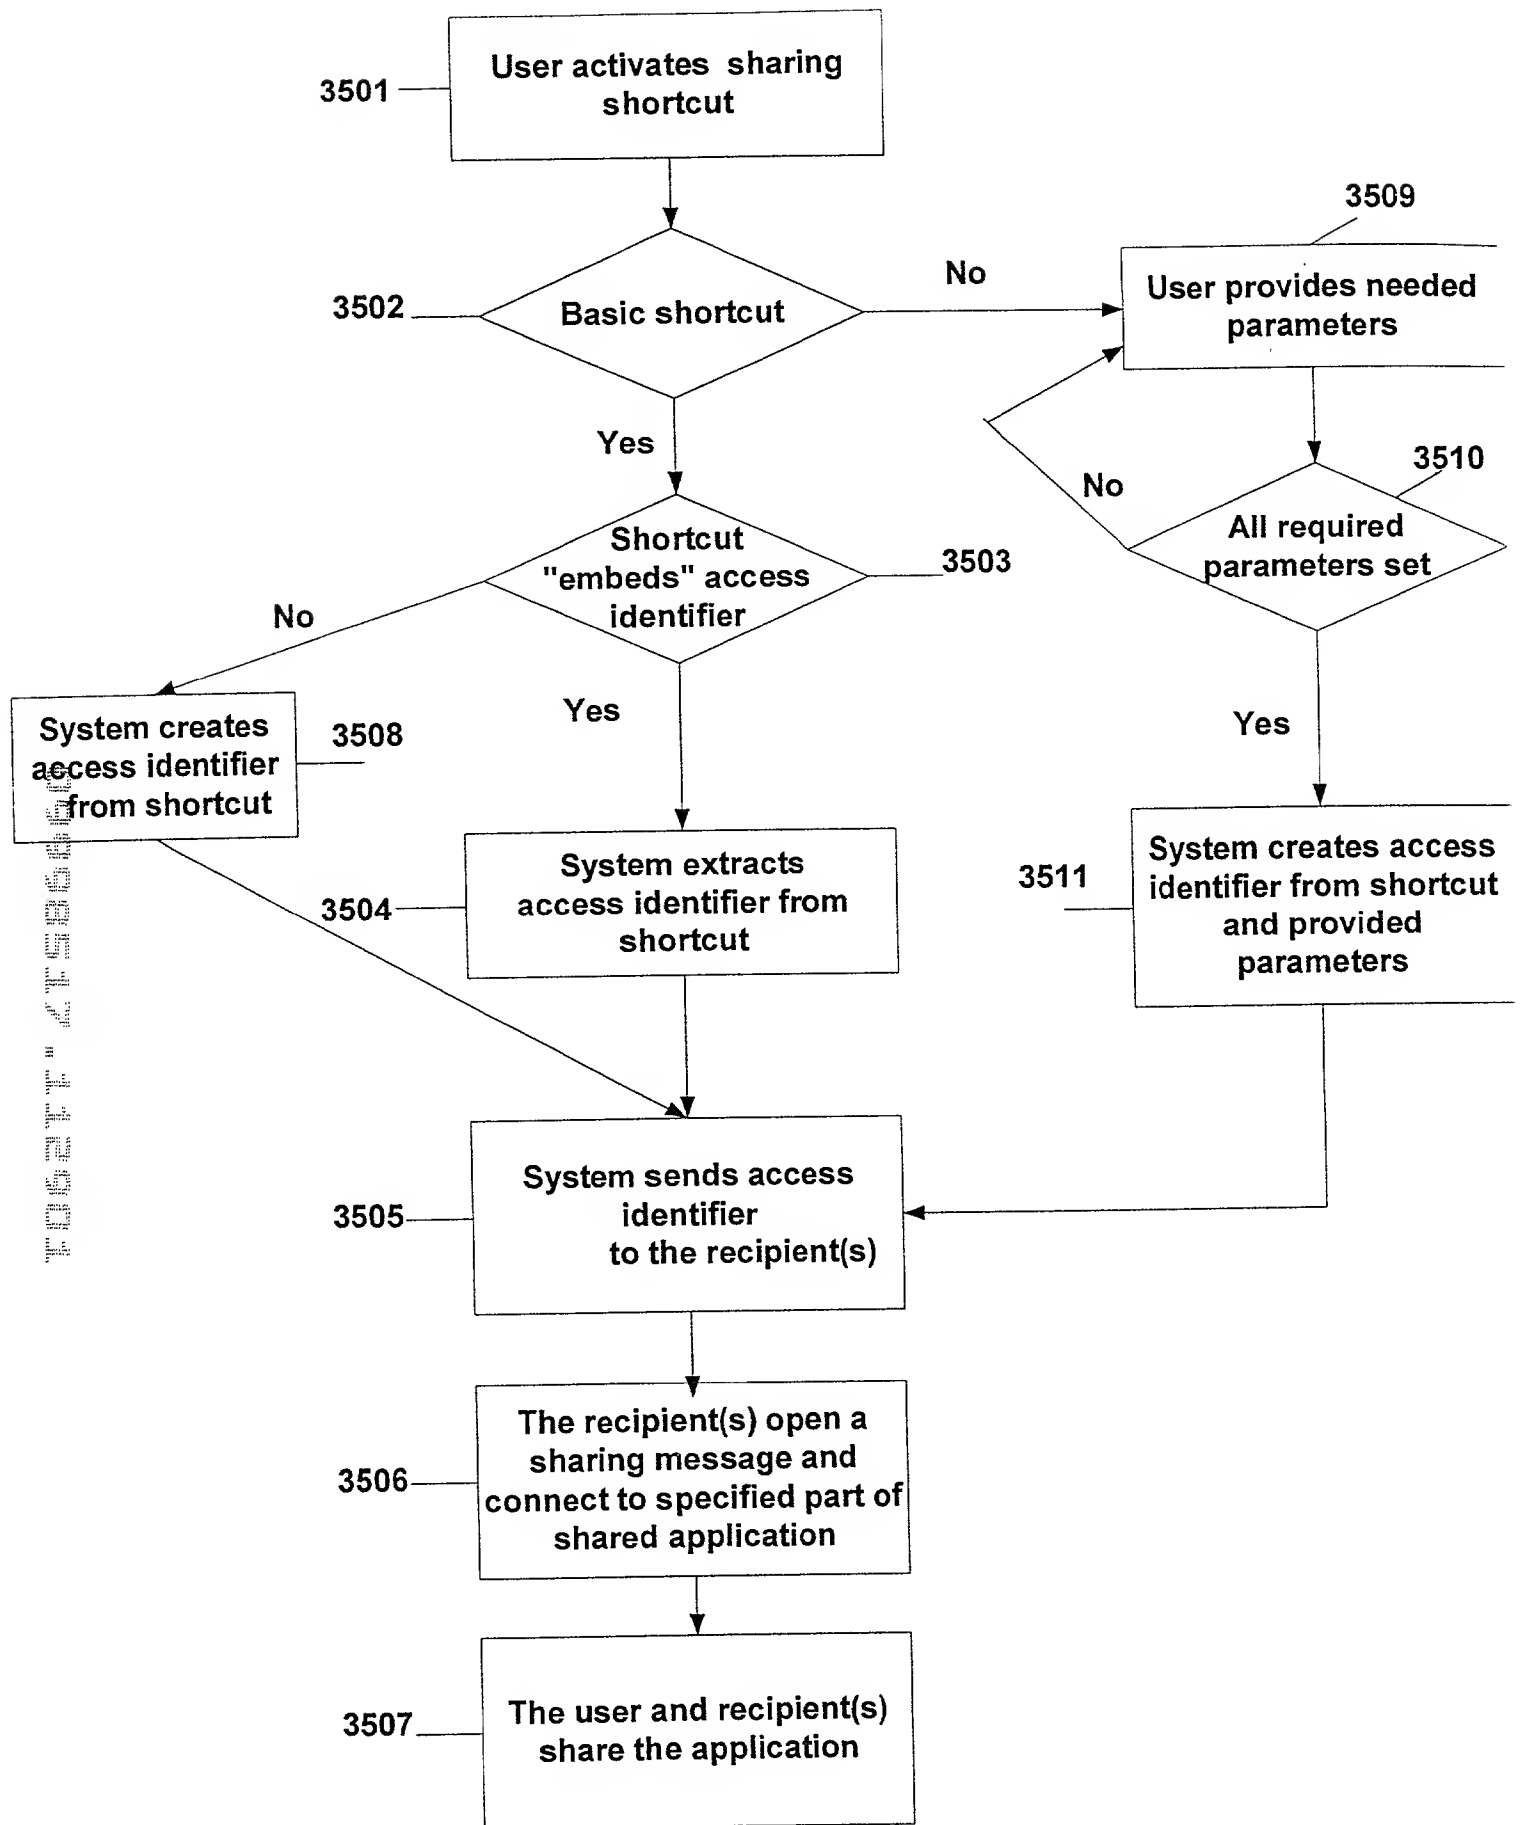 User activates sharing
shortcut
3501
3509
User provides needed
parameters
No
3502
Basic shortcut
Yes
3510
No
All required
parameters set
Shortcut
"embeds" access
identifier
3503
No
Yes
Yes
System creates
access identifier
from shortcut
3508
System extracts
access identifier from
shortcut
3504
System creates access
identifier from shortcut
and provided
parameters
3511
System sends access
identifier
to the recipient(s)
3505
The recipient(s) open a
sharing message and
connect to specified part of
shared application
3506
The user and recipient(s)
share the application
3507